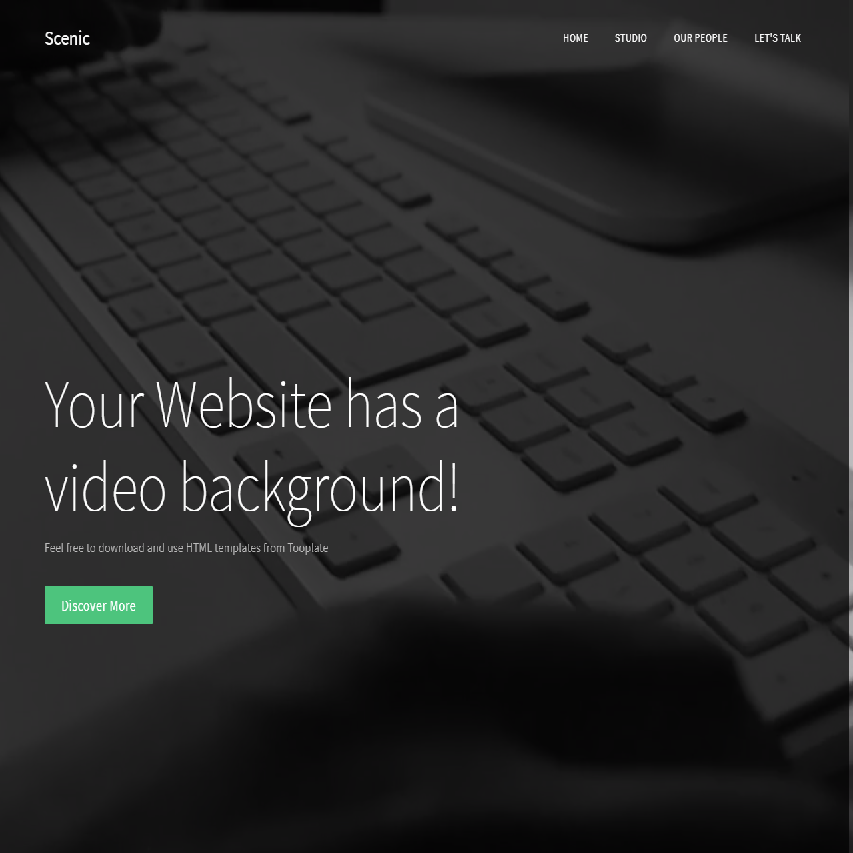 Scenic
HOME STUDIO OUR PEOPLE LET'S TALK
Your Website has a
video background!
Feel free to download and use HTML templates from Tooplate
Discover More